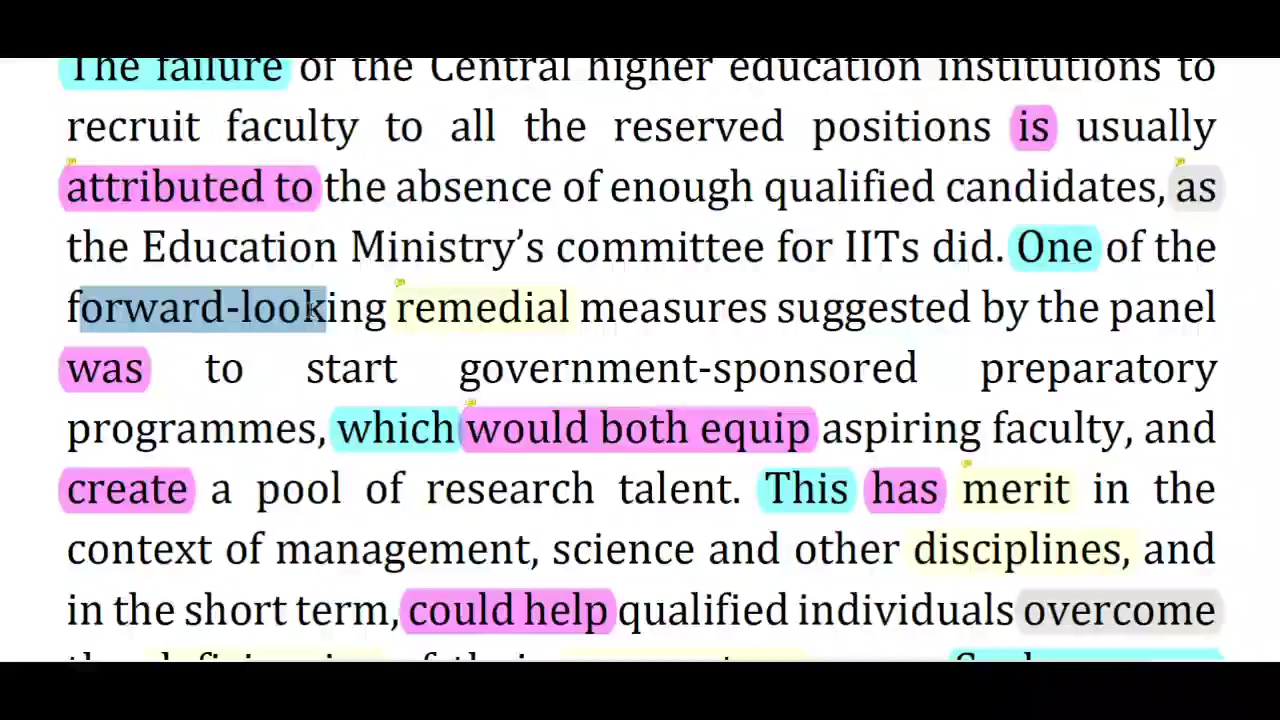 The failure of the Central higher education institutions to
recruit faculty to all the reserved positions is usually
attributed to the absence of enough qualified candidates, as
the Education Ministry’s committee for IITs did. One of the
forward-looking remedial measures suggested by the panel
was to start government-sponsored preparatory
programmes, which would both equip aspiring faculty, and
create a pool of research talent. This has merit in the
context of management, science and other disciplines, and
in the short term, could help qualified individuals overcome